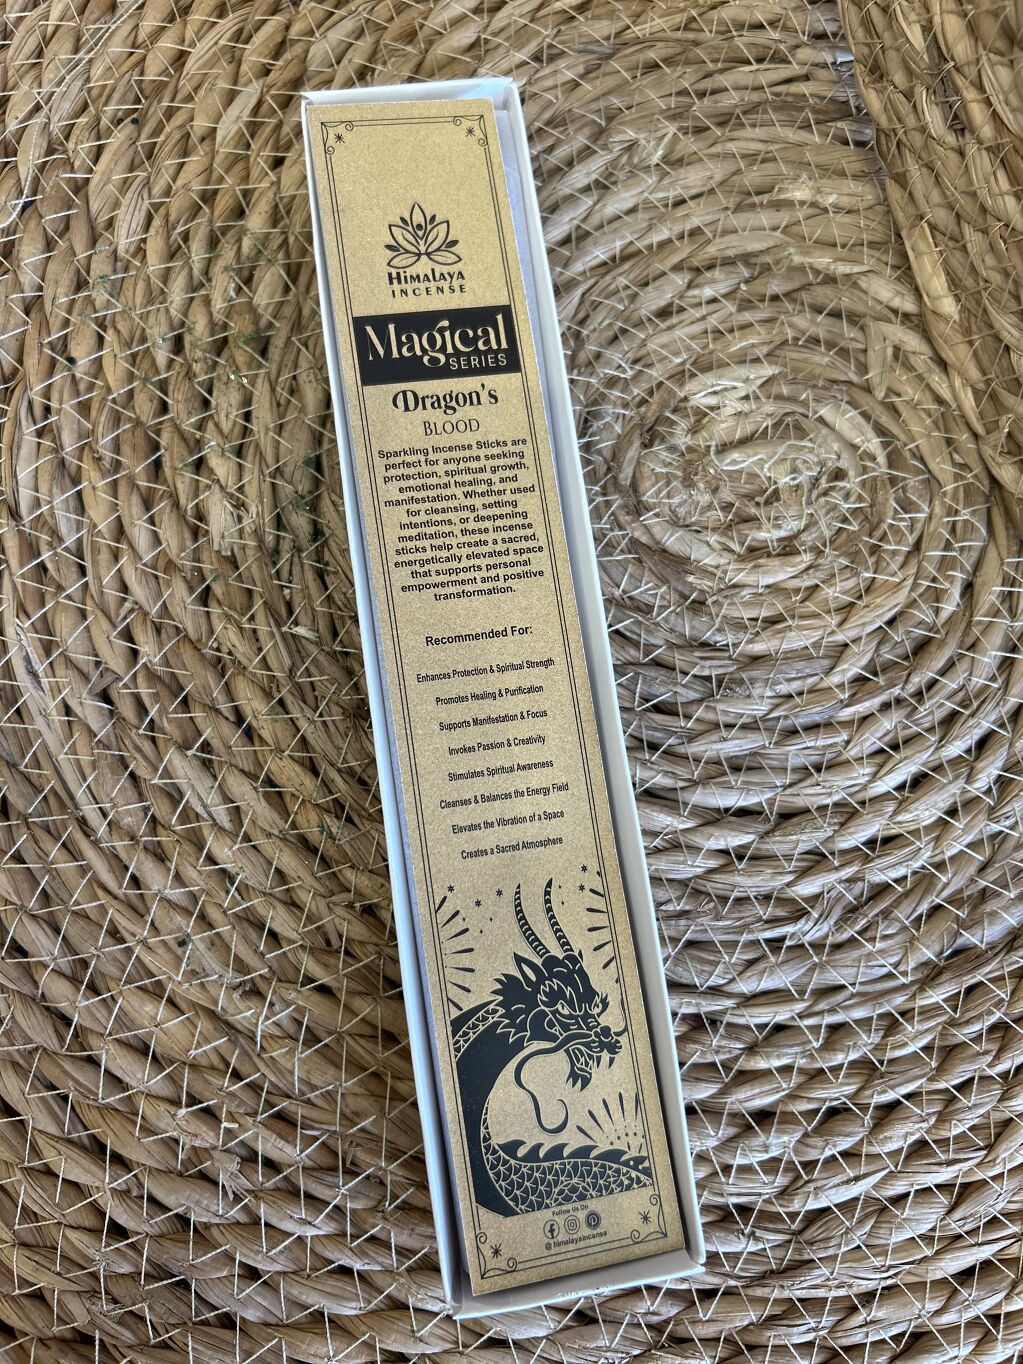 Himalaya
INCENSE
Magical
SERIES
Dragon's
BLOOD
Sparkling Incense Sticks are
perfect for anyone seeking
protection, spiritual growth,
emotional healing, and
manifestation. Whether used
for cleansing, setting
intentions, or deepening
meditation, these incense
sticks help create a sacred,
energetically elevated space
that supports personal
empowerment and positive
transformation.
Recommended For:
Enhances Protection & Spiritual Strength
Promotes Healing & Purification
Supports Manifestation & Focus
Invokes Passion & Creativity
Stimulates Spiritual Awareness
Cleanses & Balances the Energy Field
Elevates the Vibration of a Space
Creates a Sacred Atmosphere
Follow Us On
@himalayaincense